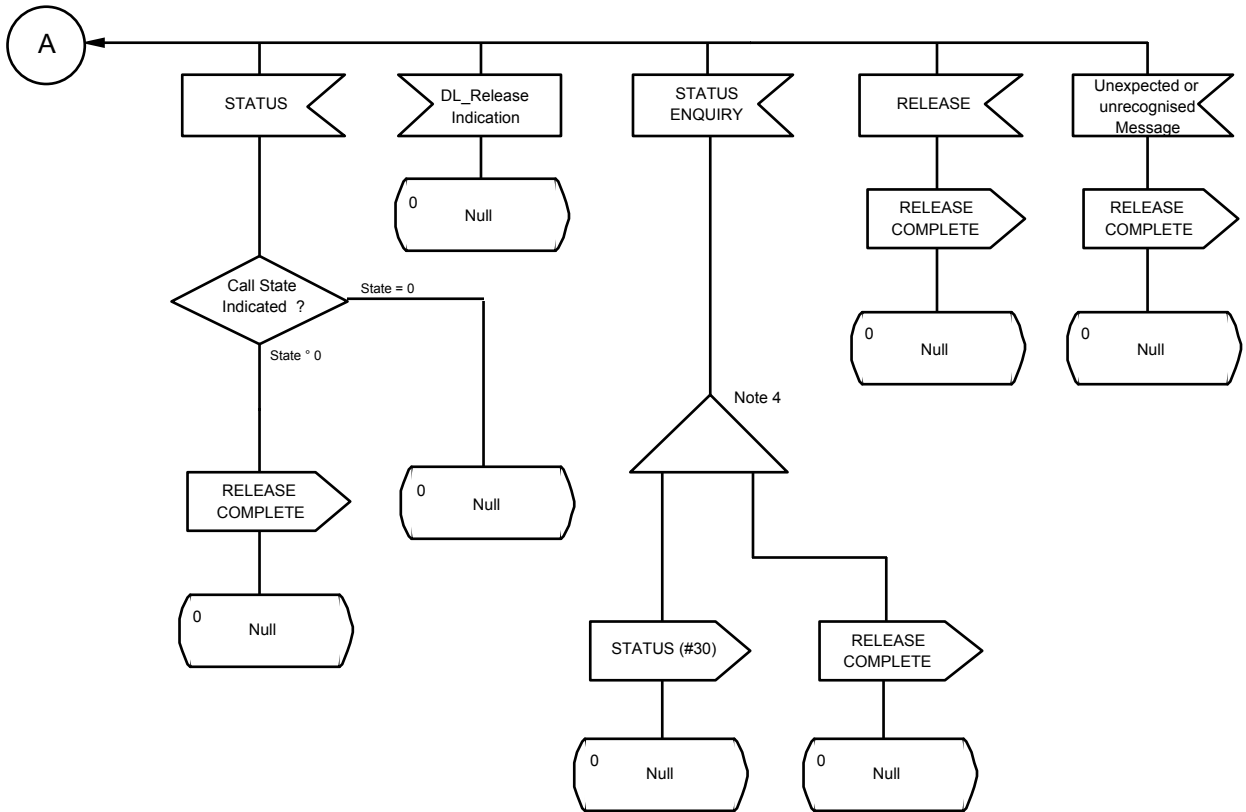 A
STATUS
DL_Release
Indication
STATUS
ENQUIRY
RELEASE
Unexpected or
unrecognised
Message
0
Null
RELEASE
COMPLETE
RELEASE
COMPLETE
Call State
Indicated ?
State = 0
State ° 0
0
Null
0
Null
Note 4
RELEASE
COMPLETE
0
Null
0
Null
STATUS (#30)
RELEASE
COMPLETE
0
Null
0
Null